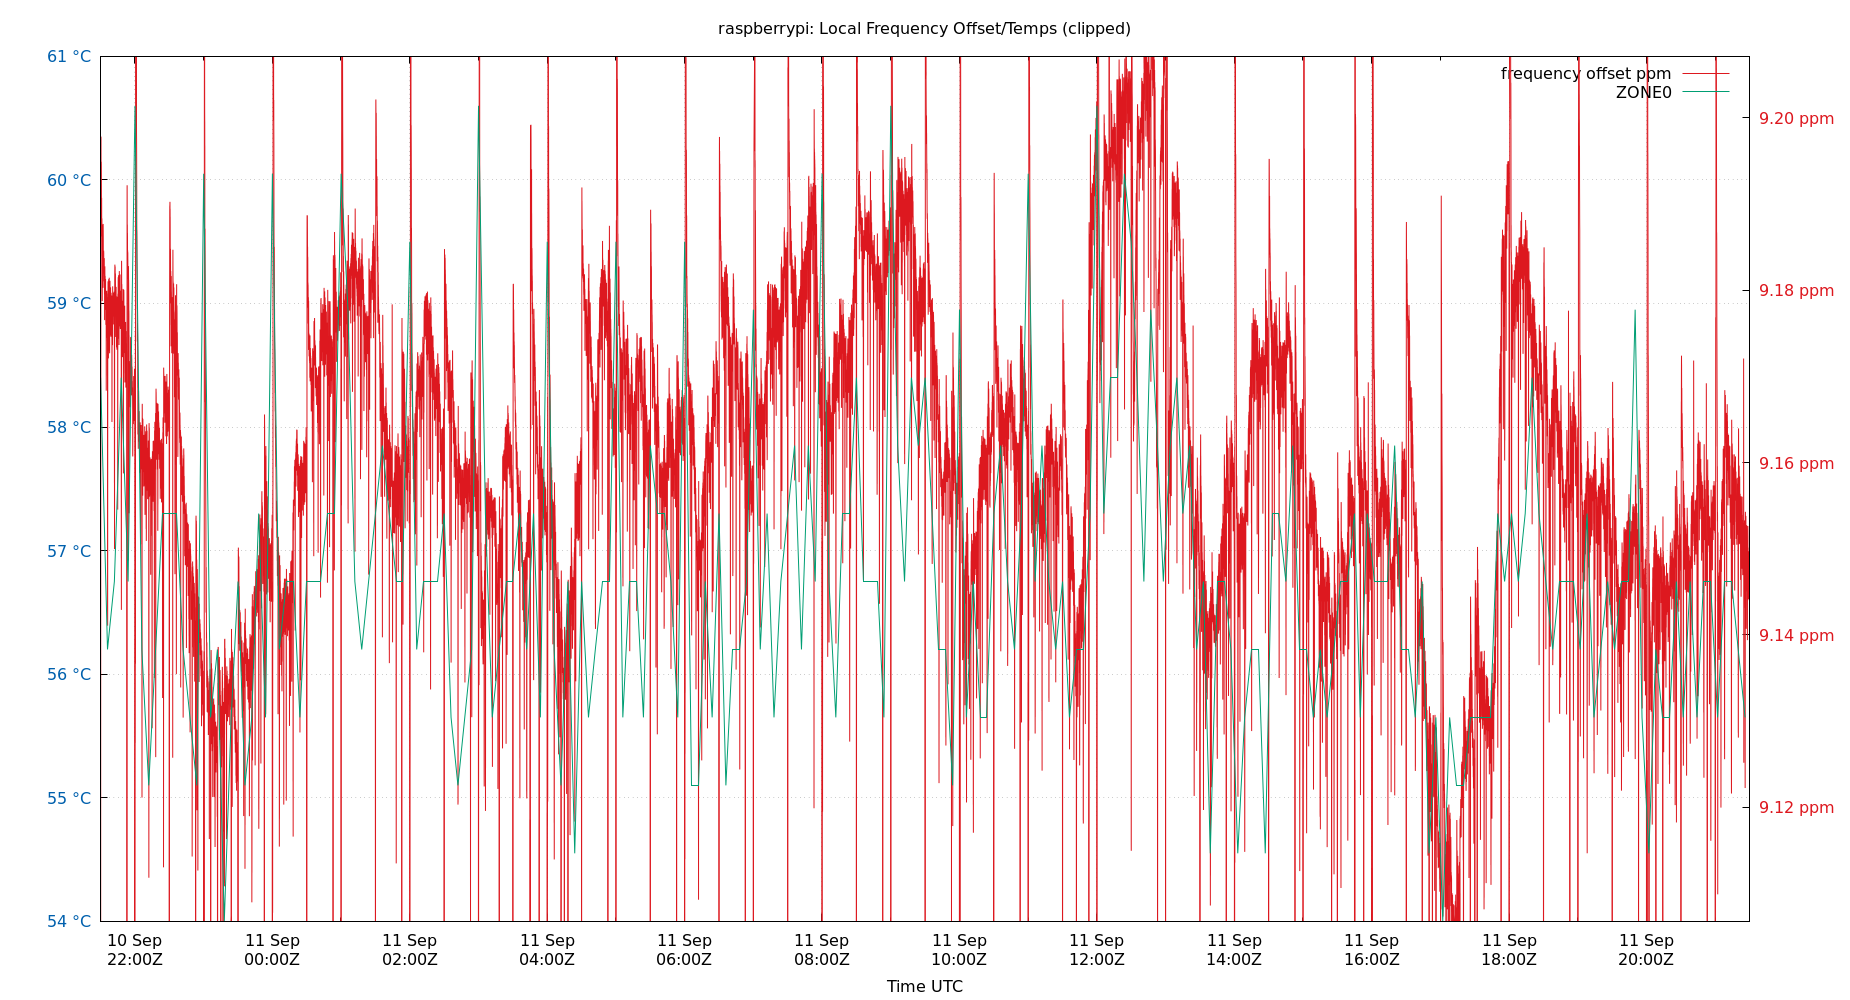 raspberrypi: Local Frequency Offset/Temps (clipped)
61 °C
60 °C
59 °C
58 °C
57 °C
56 °C
55 °C
54 °C
frequency offset ppm
ZONE0
9.20 ppm
9.18 ppm
9.16 ppm
9.14 ppm
9.12 ppm
10 Sep
22:00Z
11 Sep
00:00Z
11 Sep
02:00Z
11 Sep
04:00Z
11 Sep
06:00Z
11 Sep
08:00Z
11 Sep
10:00Z
11 Sep
12:00Z
11 Sep
14:00Z
11 Sep
16:00Z
11 Sep
18:00Z
11 Sep
20:00Z
Time UTC